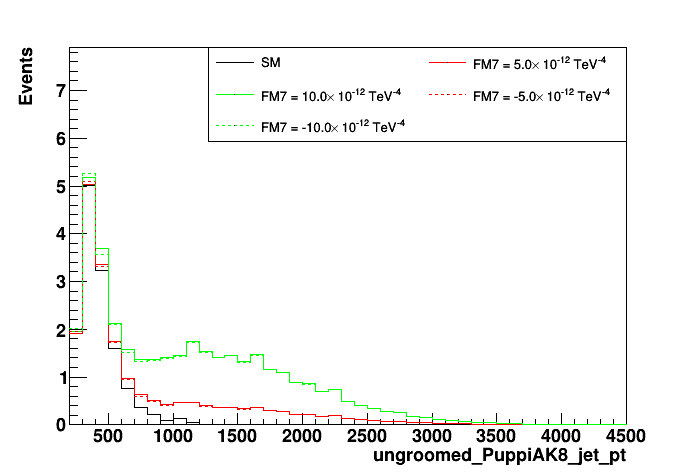 Events
SM
FM7 = 5.0× 10⁻¹² TeV⁻⁴
FM7 = 10.0× 10⁻¹² TeV⁻⁴
FM7 = -5.0× 10⁻¹² TeV⁻⁴
FM7 = -10.0× 10⁻¹² TeV⁻⁴
7
6
5
4
3
2
1
0
500 1000 1500 2000 2500 3000 3500 4000 4500
ungroomed_PuppiAK8_jet_pt